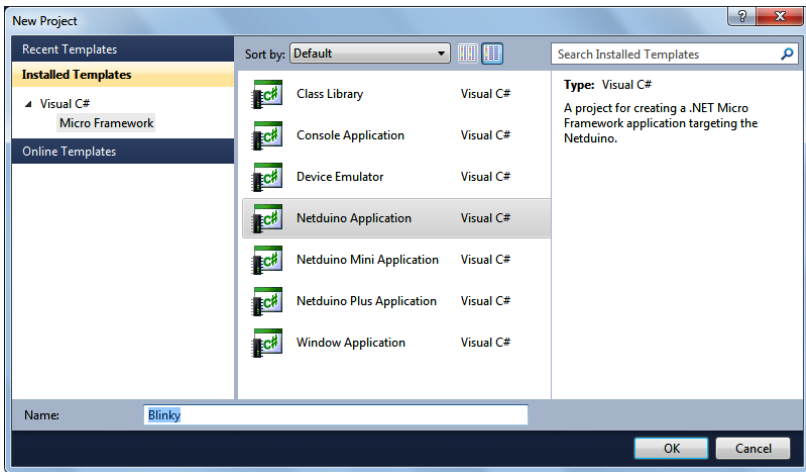 New Project
Recent Templates
Installed Templates
Visual C#
Micro Framework
Online Templates
Sort by: Default
Class Library Visual C#
Console Application Visual C#
Device Emulator Visual C#
Netduino Application Visual C#
Netduino Mini Application Visual C#
Netduino Plus Application Visual C#
Window Application Visual C#
Search Installed Templates
Type: Visual C#
A project for creating a .NET Micro
Framework application targeting the
Netduino.
Name: Blinky
OK Cancel